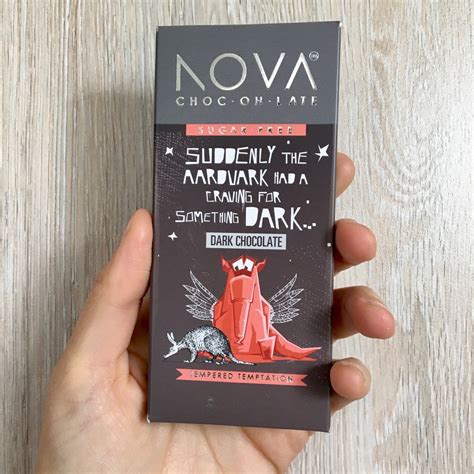 NOVA
CHOC-OH-LATE
SUGAR-FREE
SUDDENLY THE
AARDVARK HAD A
CRAVING FOR
SOMETHING DARK...
DARK CHOCOLATE
TEMPERED TEMPTATION